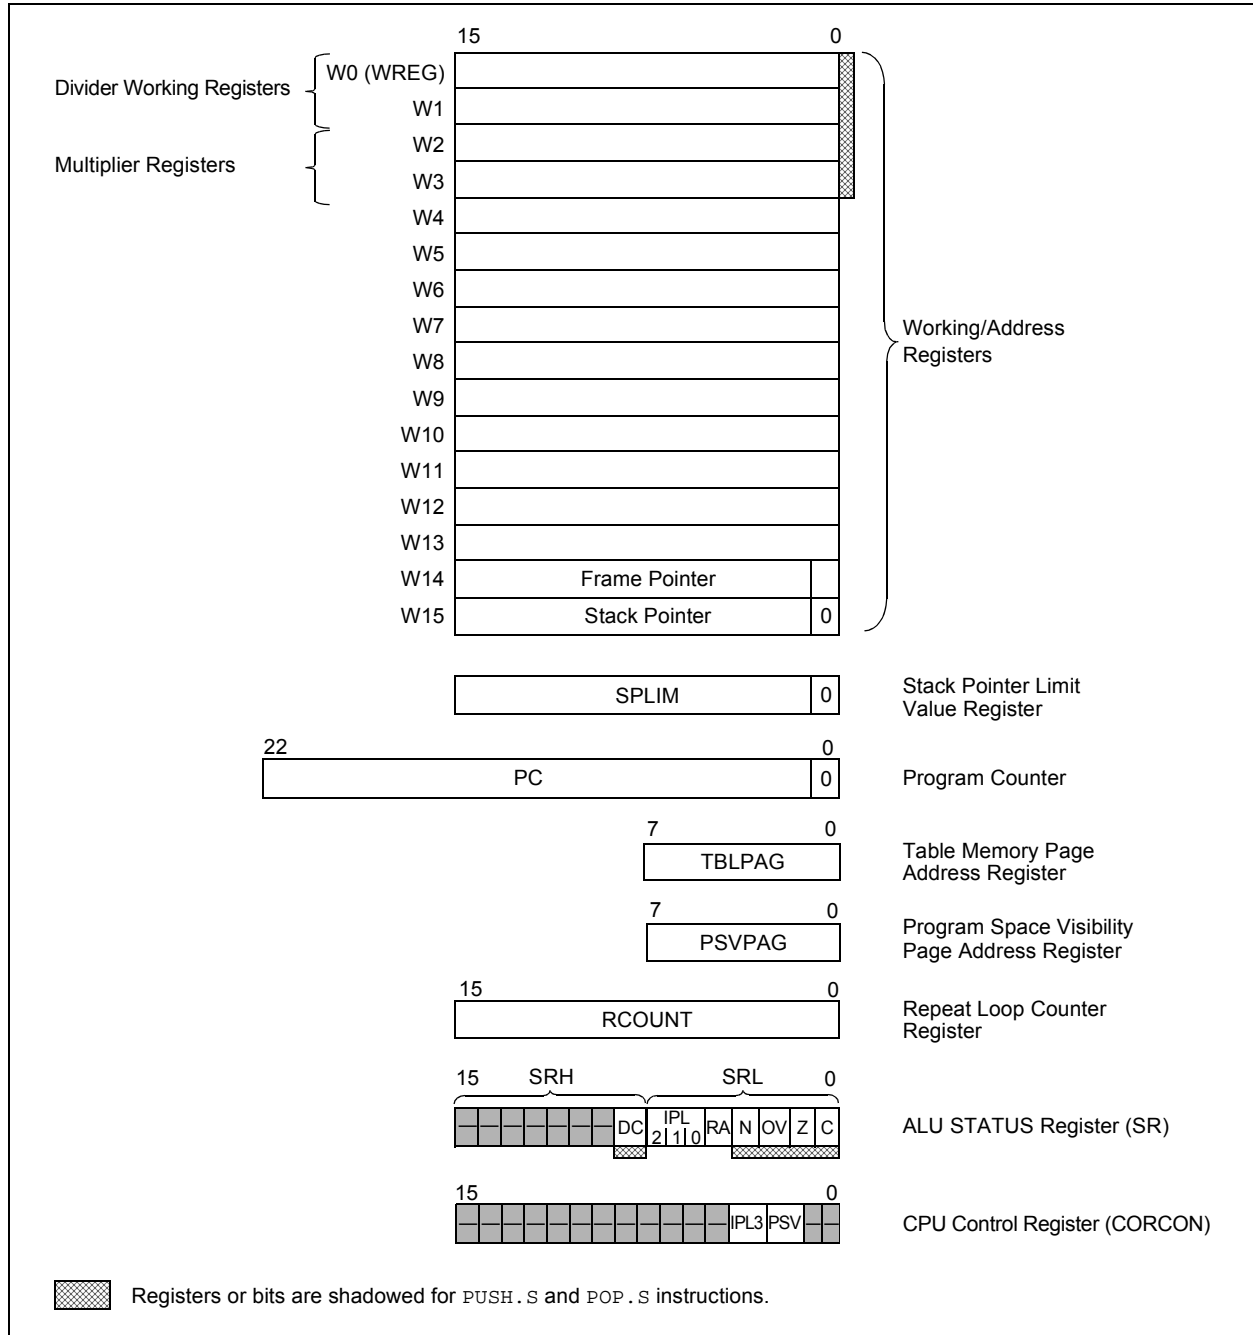 15 0
W0 (WREG)
Divider Working Registers
W1
W2
Multiplier Registers
W3
W4
W5
W6
W7
Working/Address
Registers
W8
W9
W10
W11
W12
W13
W14 Frame Pointer
W15 Stack Pointer 0
SPLIM 0
Stack Pointer Limit
Value Register
22 0
PC 0
Program Counter
7 0
TBLPAG
Table Memory Page
Address Register
7 0
PSVPAG
Program Space Visibility
Page Address Register
15 0
RCOUNT
Repeat Loop Counter
Register
15 SRH SRL 0
— — — — — — — DC IPL 2 1 0 RA N OV Z C
ALU STATUS Register (SR)
15 0
— — — — — — — — — — — — IPL3 PSV — —
CPU Control Register (CORCON)
Registers or bits are shadowed for PUSH.S and POP.S instructions.